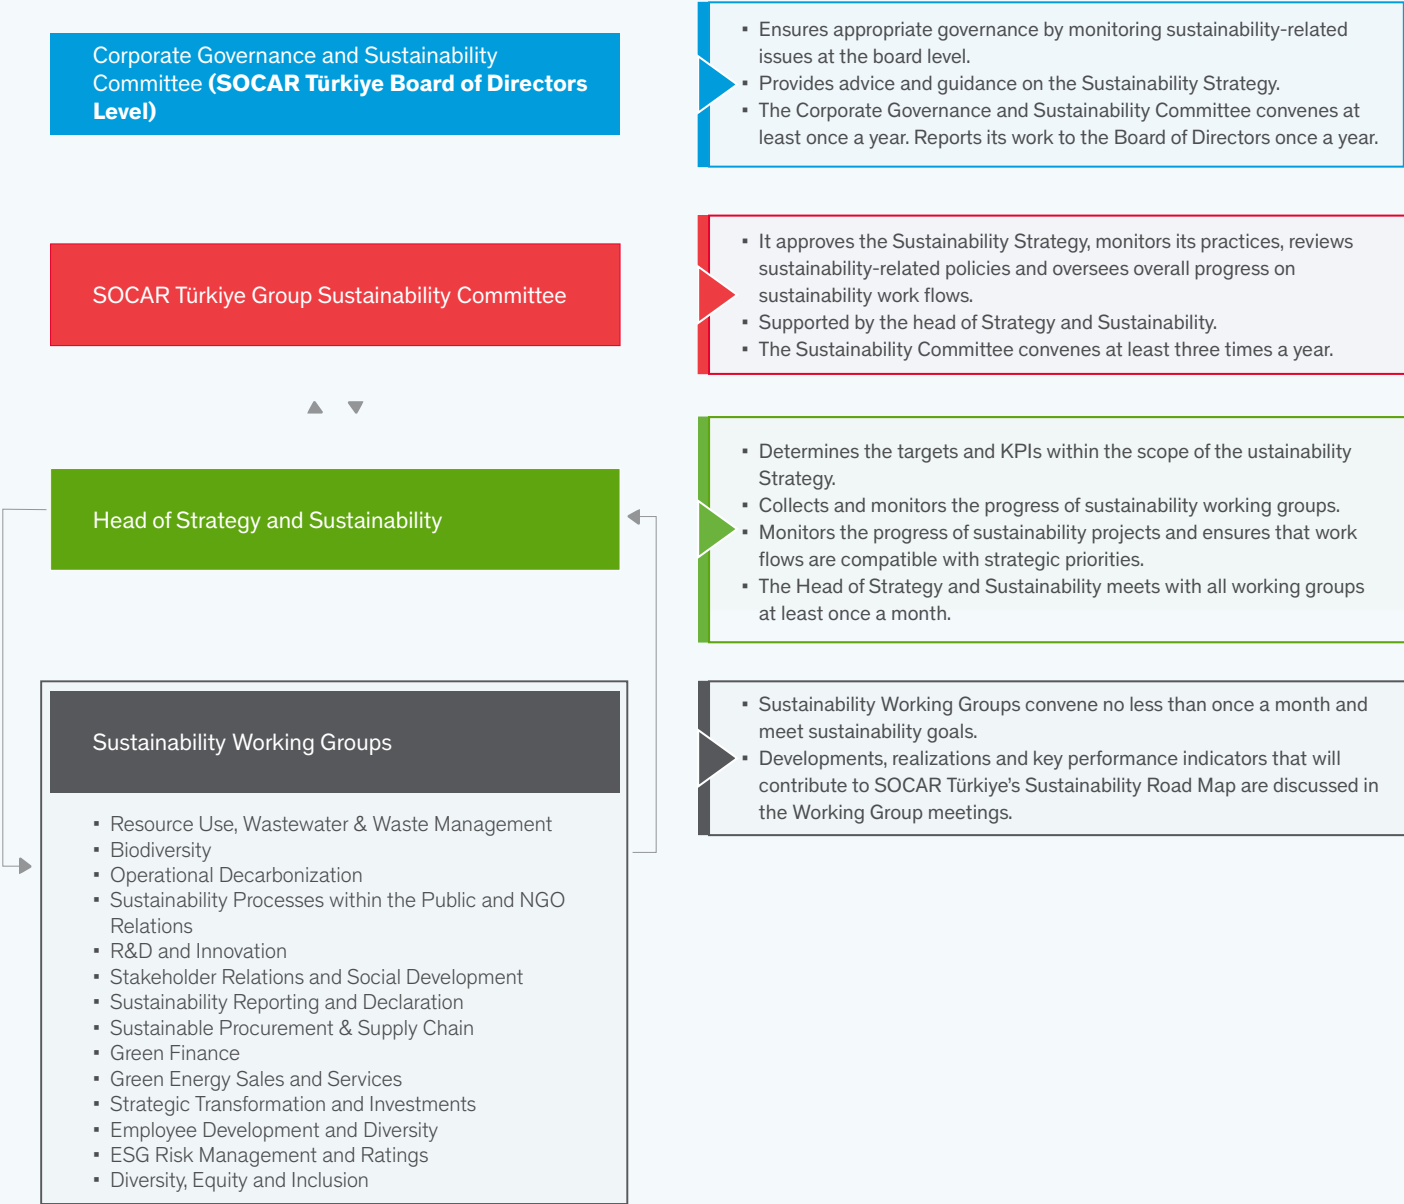 Corporate Governance and Sustainability
Committee (SOCAR Türkiye Board of Directors
Level)
▪ Ensures appropriate governance by monitoring sustainability-related
issues at the board level.
▪ Provides advice and guidance on the Sustainability Strategy.
▪ The Corporate Governance and Sustainability Committee convenes at
least once a year. Reports its work to the Board of Directors once a year.
SOCAR Türkiye Group Sustainability Committee
▪ It approves the Sustainability Strategy, monitors its practices, reviews
sustainability-related policies and oversees overall progress on
sustainability work flows.
▪ Supported by the head of Strategy and Sustainability.
▪ The Sustainability Committee convenes at least three times a year.
Head of Strategy and Sustainability
▪ Determines the targets and KPIs within the scope of the ustainability
Strategy.
▪ Collects and monitors the progress of sustainability working groups.
▪ Monitors the progress of sustainability projects and ensures that work
flows are compatible with strategic priorities.
▪ The Head of Strategy and Sustainability meets with all working groups
at least once a month.
Sustainability Working Groups
▪ Resource Use, Wastewater & Waste Management
▪ Biodiversity
▪ Operational Decarbonization
▪ Sustainability Processes within the Public and NGO
Relations
▪ R&D and Innovation
▪ Stakeholder Relations and Social Development
▪ Sustainability Reporting and Declaration
▪ Sustainable Procurement & Supply Chain
▪ Green Finance
▪ Green Energy Sales and Services
▪ Strategic Transformation and Investments
▪ Employee Development and Diversity
▪ ESG Risk Management and Ratings
▪ Diversity, Equity and Inclusion
▪ Sustainability Working Groups convene no less than once a month and
meet sustainability goals.
▪ Developments, realizations and key performance indicators that will
contribute to SOCAR Türkiye’s Sustainability Road Map are discussed in
the Working Group meetings.